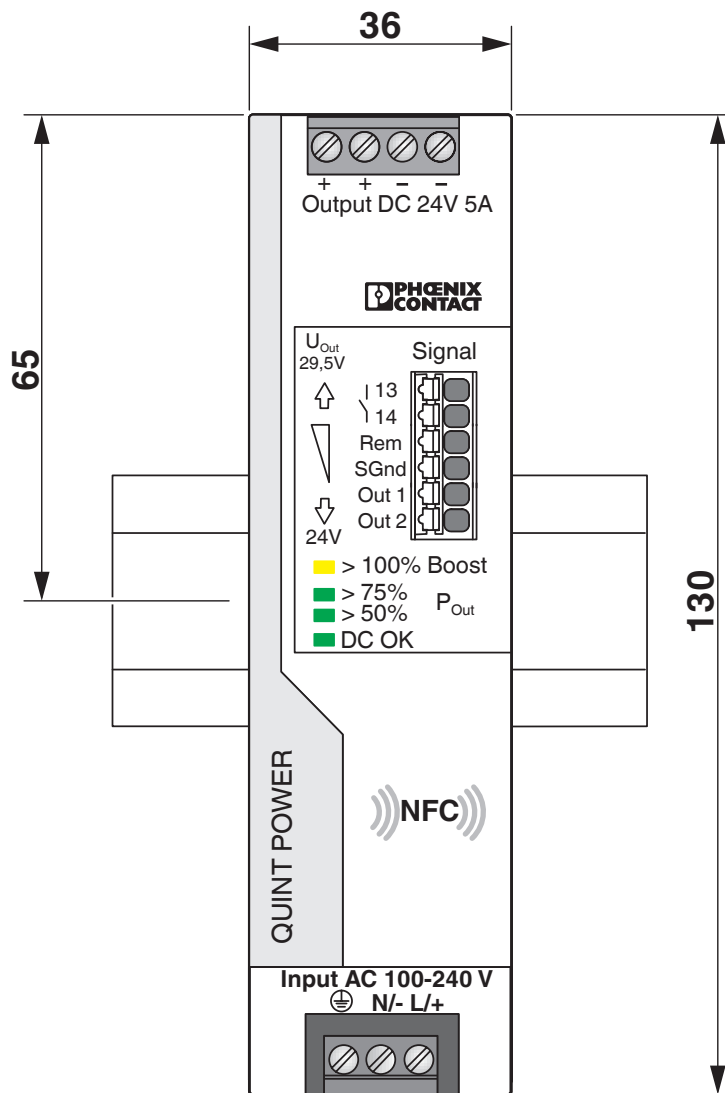 36
+ + − −
Output DC 24V 5A
PHŒNIX
CONTACT
65
130
U Out
29,5V
Signal
13
14
Rem
SGnd
Out 1
Out 2
24V
> 100% Boost
> 75%
> 50%
P Out
DC OK
QUINT POWER
NFC
Input AC 100-240 V
N/- L/+